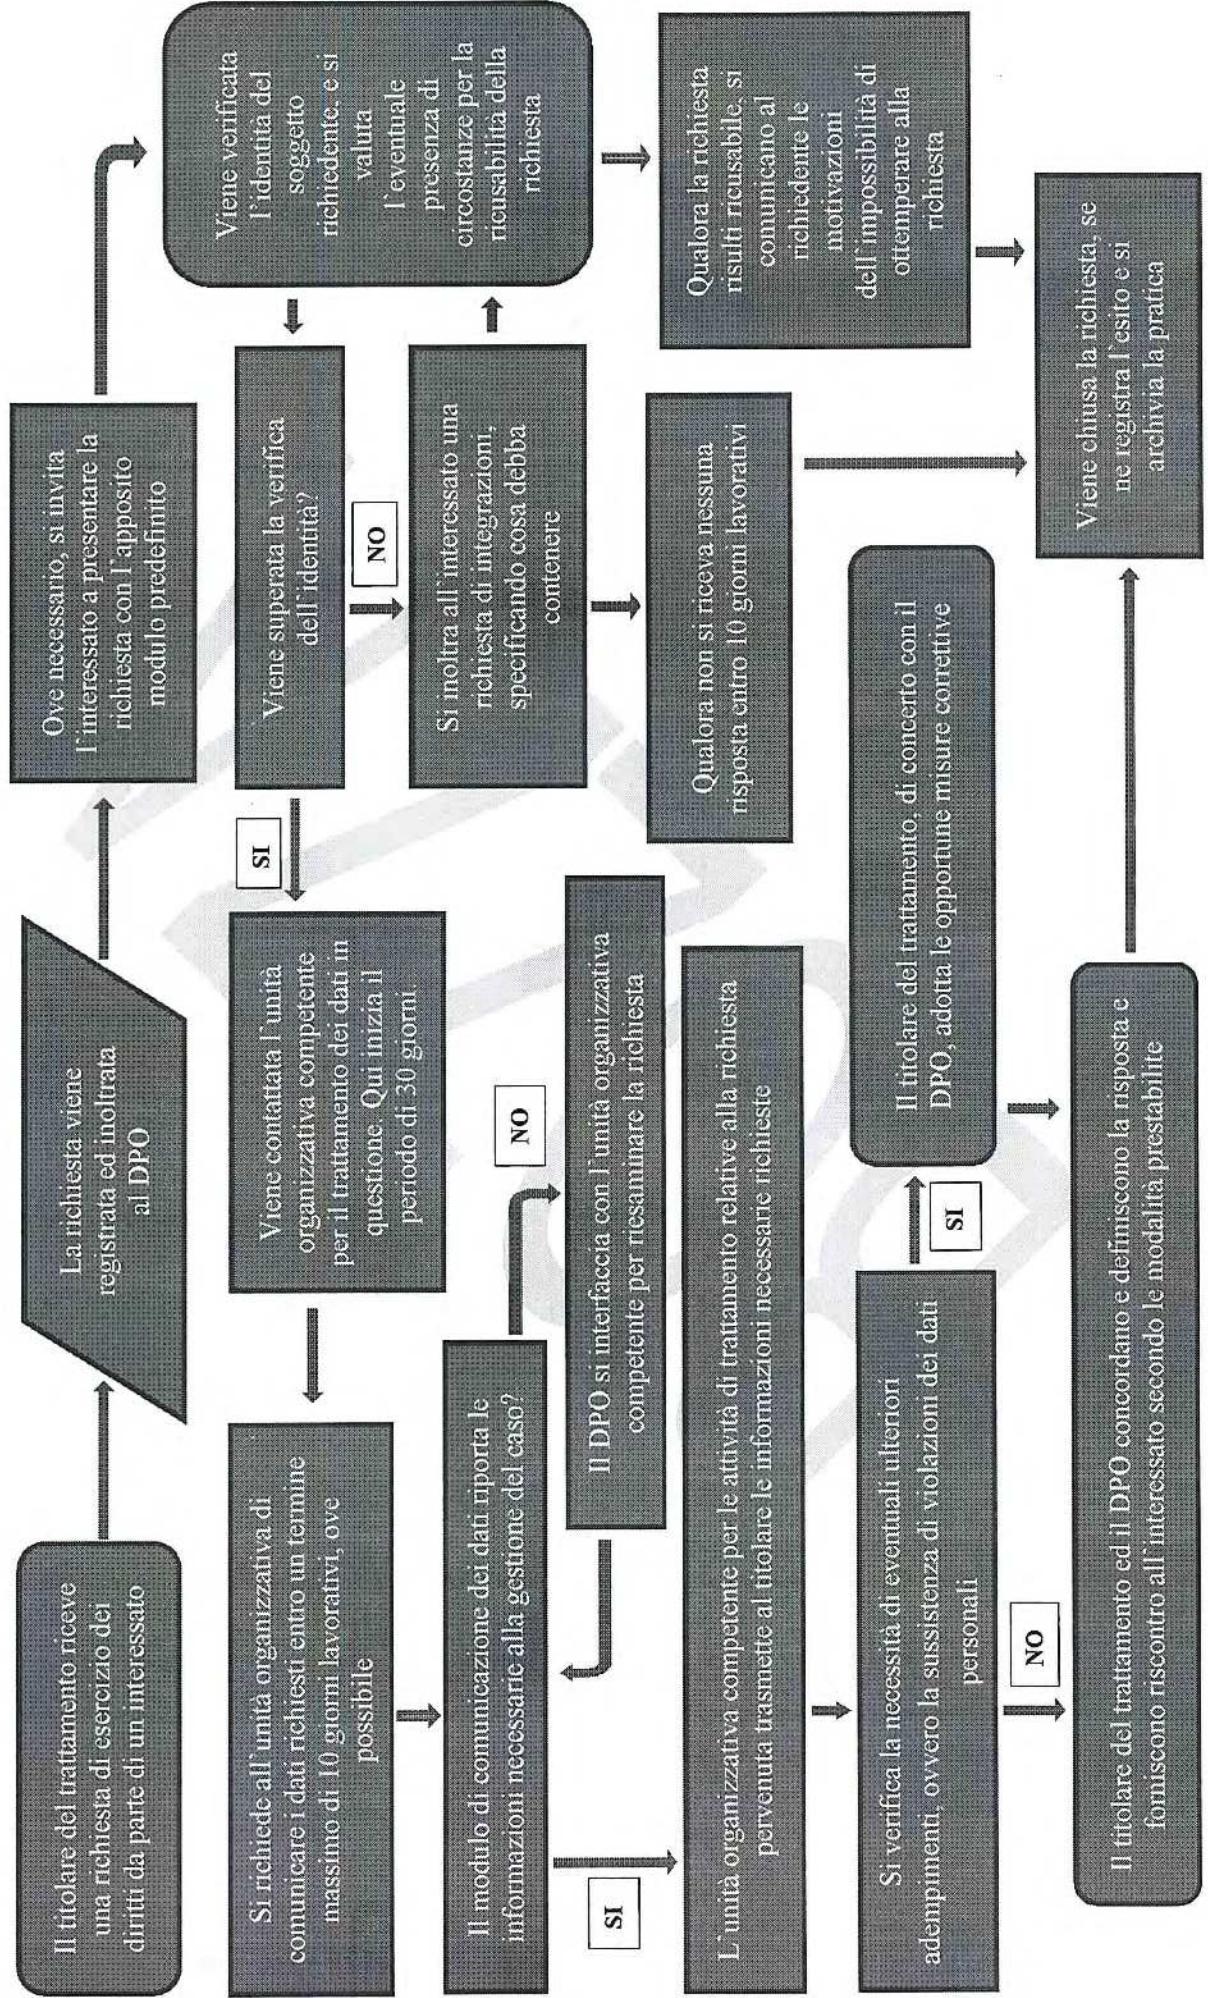 Il titolare del trattamento riceve
una richiesta di esercizio dei
diritti da parte di un interessato
La richiesta viene
registrata ed inoltrata
al DPO
Ove necessario, si invita
l'interessato a presentare la
richiesta con l'apposito
modulo predefinito
Viene verificata
l'identità del
soggetto
richiedente. e si
valuta
l'eventuale
presenza di
circostanze per la
ricusabilità della
richiesta
Viene superata la verifica
dell'identità?
SI
NO
Viene contattata l'unità
organizzativa competente
per il trattamento dei dati in
questione. Qui inizia il
periodo di 30 giorni.
Si richiede all'unità organizzativa di
comunicare i dati richiesti entro un termine
massimo di 10 giorni lavorativi, ove
possibile
Si inoltra all'interessato una
richiesta di integrazioni,
specificando cosa debba
contenere
Qualora la richiesta
risulti ricusabile, si
comunicano al
richiedente le
motivazioni
dell'impossibilità di
ottemperare alla
richiesta
Il modulo di comunicazione dei dati riporta le
informazioni necessarie alla gestione del caso?
NO
SI
Il DPO si interfaccia con l'unità organizzativa
competente per riesaminare la richiesta
Qualora non si riceva nessuna
risposta entro 10 giorni lavorativi
L'unità organizzativa competente per le attività di trattamento relative alla richiesta
pervenuta trasmette al titolare le informazioni necessarie richieste
Si verifica la necessità di eventuali ulteriori
adempimenti, ovvero la sussistenza di violazioni dei dati
personali
SI
NO
Il titolare del trattamento, di concerto con il
DPO, adotta le opportune misure correttive
Il titolare del trattamento ed il DPO concordano e definiscono la risposta e
forniscono riscontro all'interessato secondo le modalità prestabilite
Viene chiusa la richiesta, se
ne registra l'esito e si
archivia la pratica